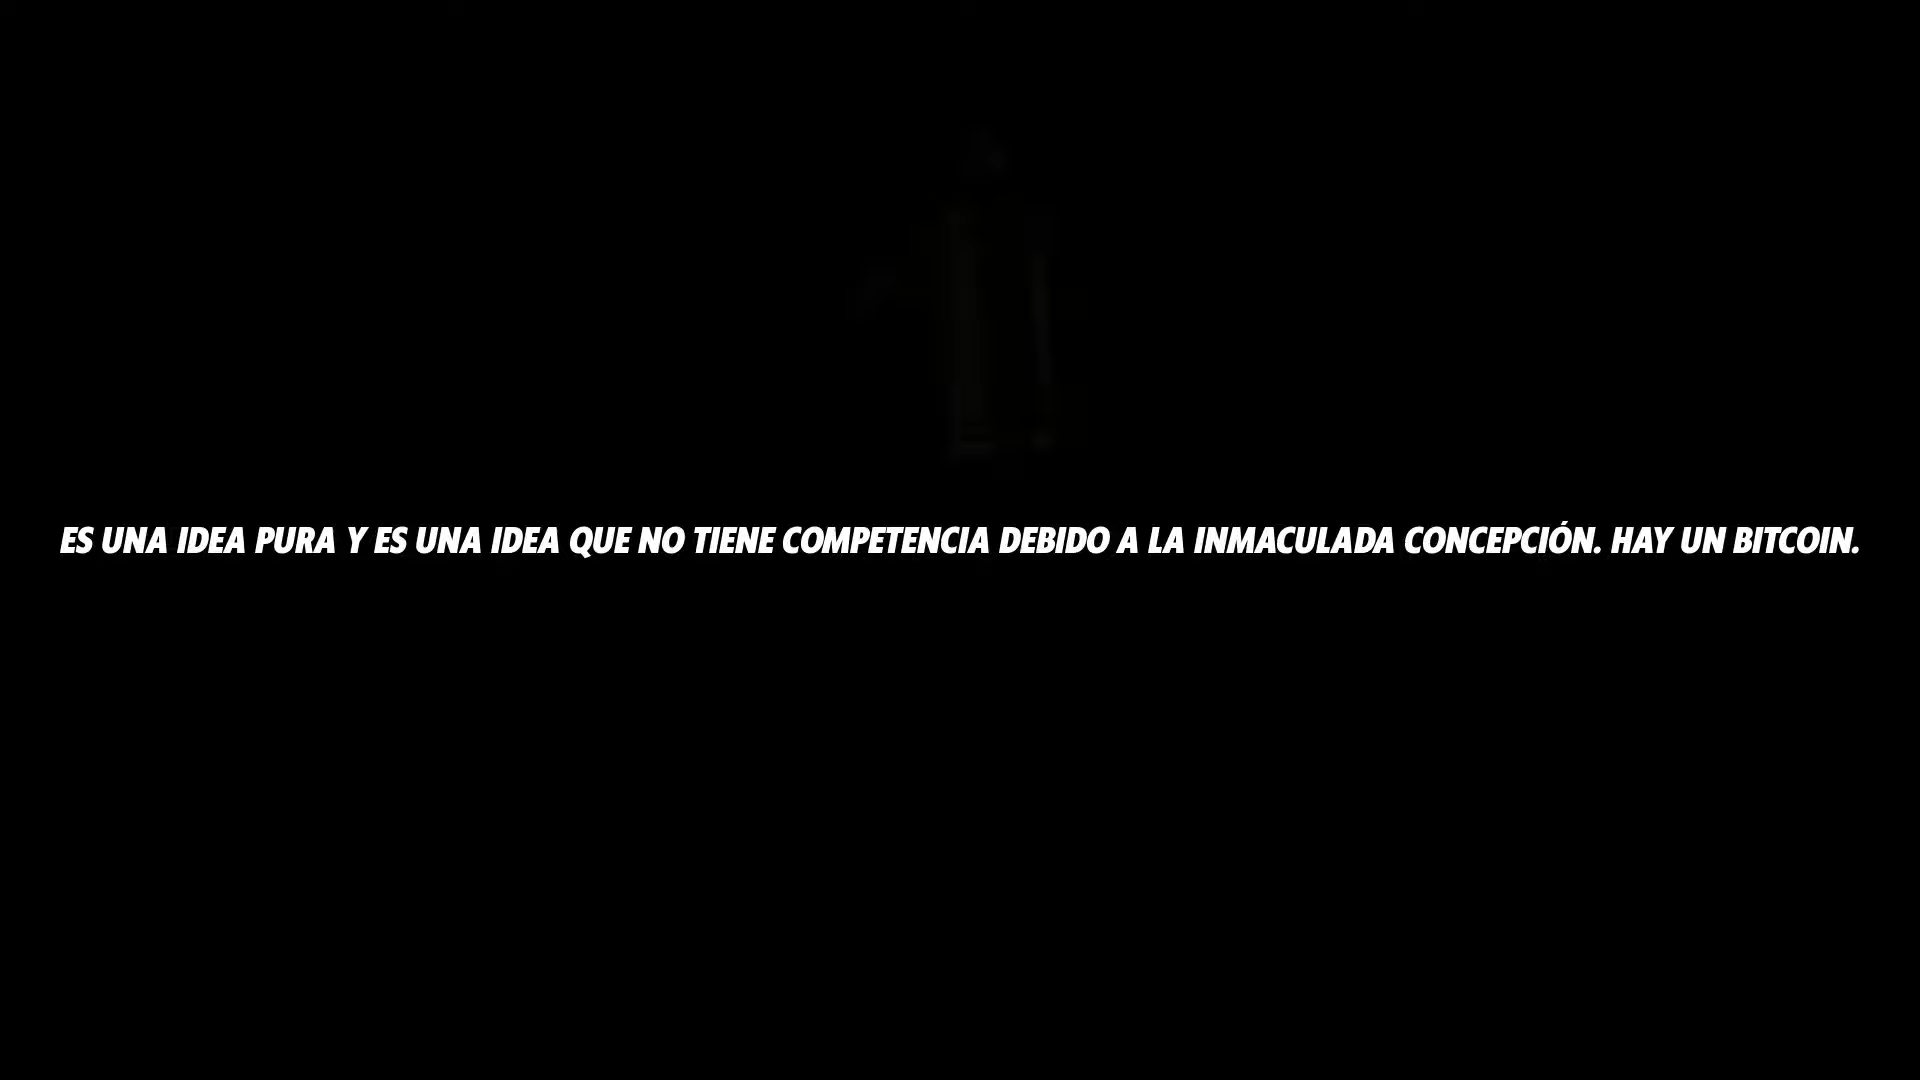 ES UNA IDEA PURA Y ES UNA IDEA QUE NO TIENE COMPETENCIA DEBIDO A LA INMACULADA CONCEPCIÓN. HAY UN BITCOIN.